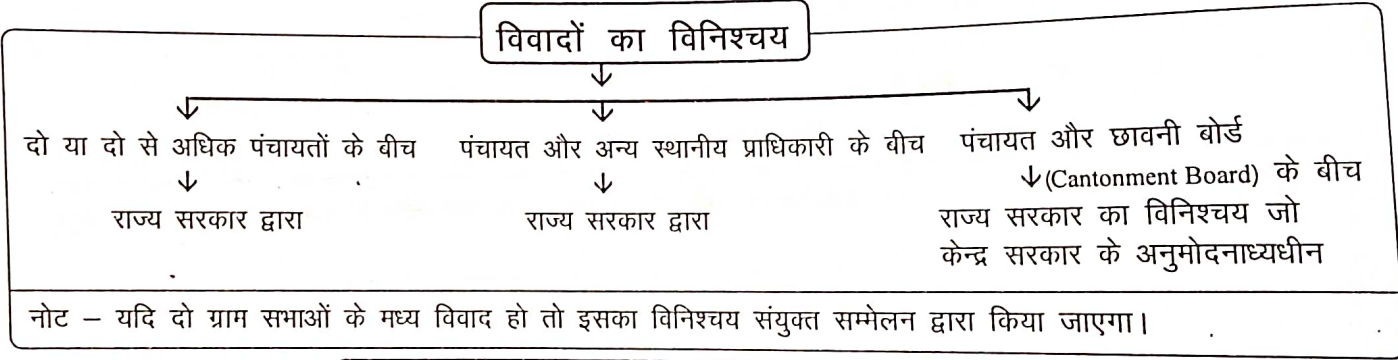 विवादों का विनिश्चय
दो या दो से अधिक पंचायतों के बीच
राज्य सरकार द्वारा
पंचायत और अन्य स्थानीय प्राधिकारी के बीच
राज्य सरकार द्वारा
पंचायत और छावनी बोर्ड
(Cantonment Board) के बीच
राज्य सरकार का विनिश्चय जो
केन्द्र सरकार के अनुमोदनाध्यधीन
नोट – यदि दो ग्राम सभाओं के मध्य विवाद हो तो इसका विनिश्चय संयुक्त सम्मेलन द्वारा किया जाएगा।